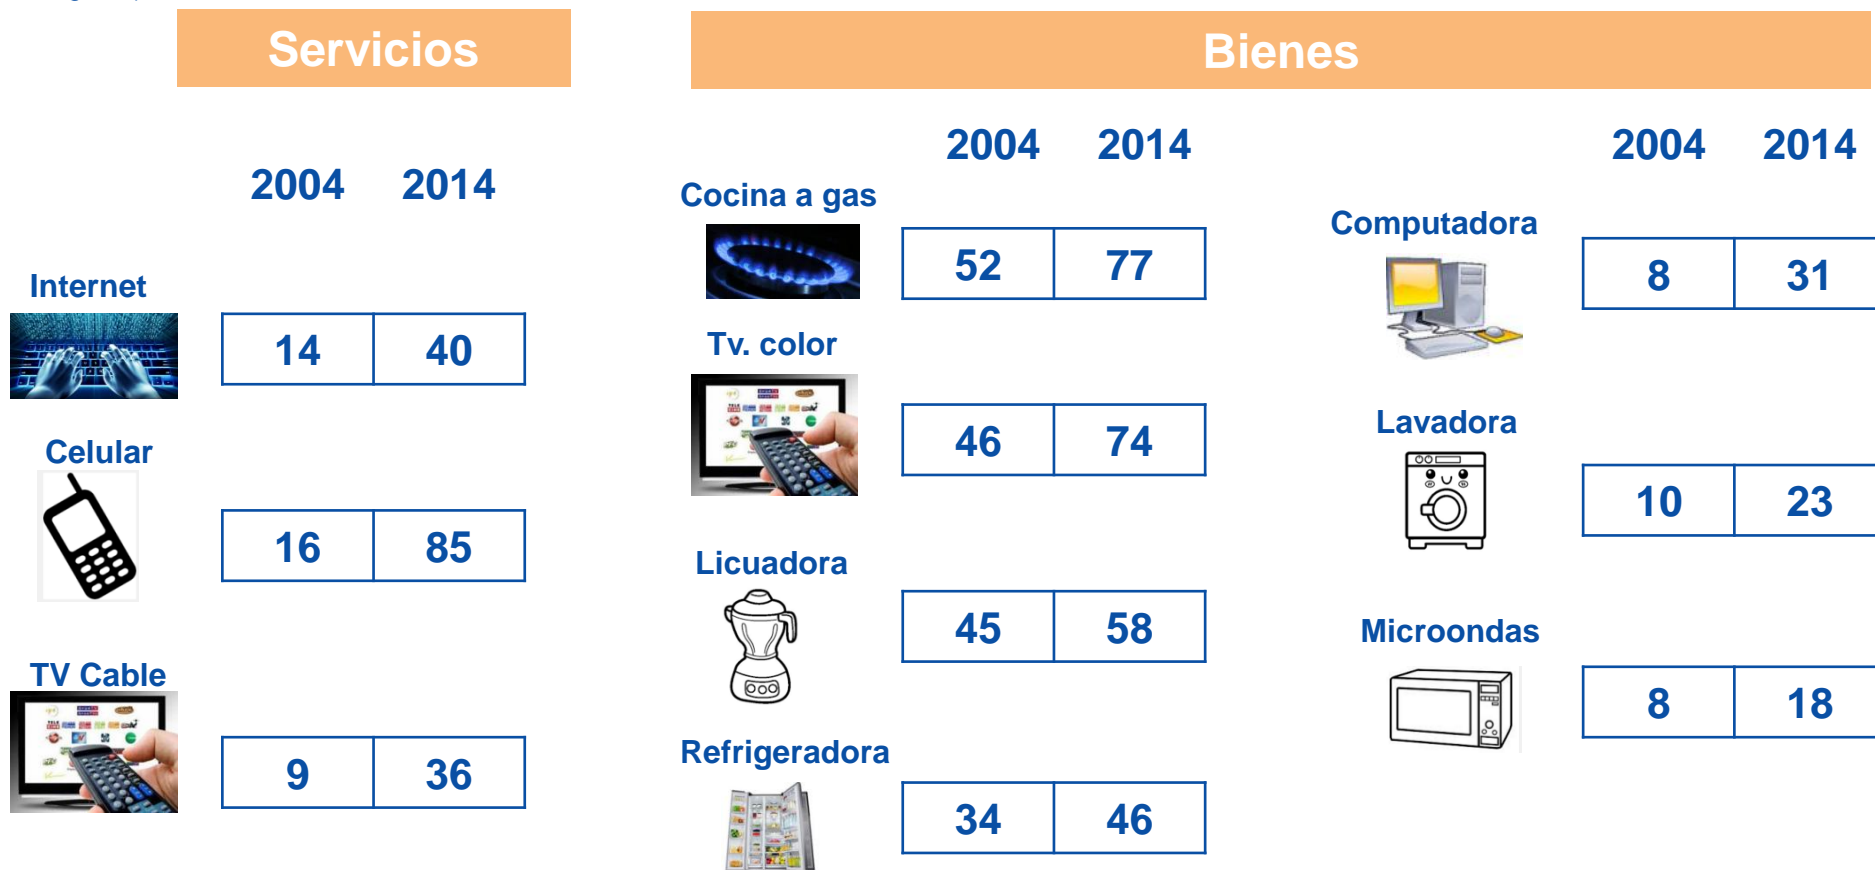 Servicios
2004 2014
Internet
14 40
Celular
16 85
TV Cable
9 36
Bienes
2004 2014
Cocina a gas
52 77
Tv. color
46 74
Licuadora
45 58
Refrigeradora
34 46
2004 2014
Computadora
8 31
Lavadora
10 23
Microondas
8 18